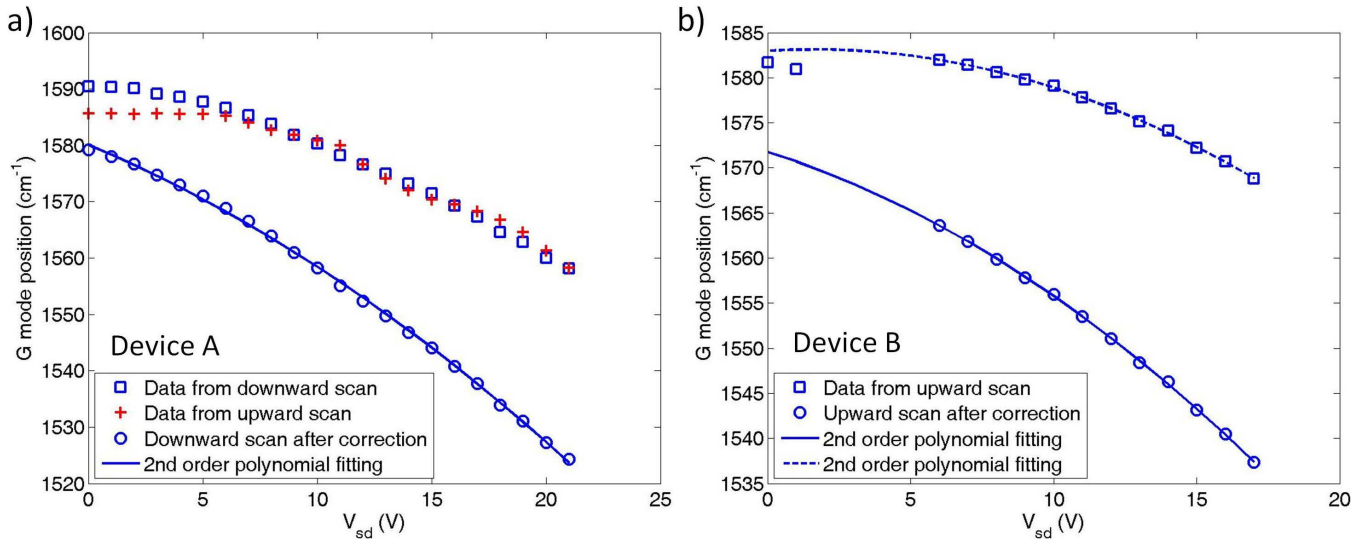 a)
1600
1590
1580
1570
1560
1550
1540
1530
1520
G mode position (cm-1)
Device A
Data from downward scan
Data from upward scan
Downward scan after correction
2nd order polynomial fitting
0 5 10 15 20 25
Vsd (V)
b)
1585
1580
1575
1570
1565
1560
1555
1550
1545
1540
1535
G mode position (cm-1)
Device B
Data from upward scan
Upward scan after correction
2nd order polynomial fitting
2nd order polynomial fitting
0 5 10 15 20
Vsd (V)